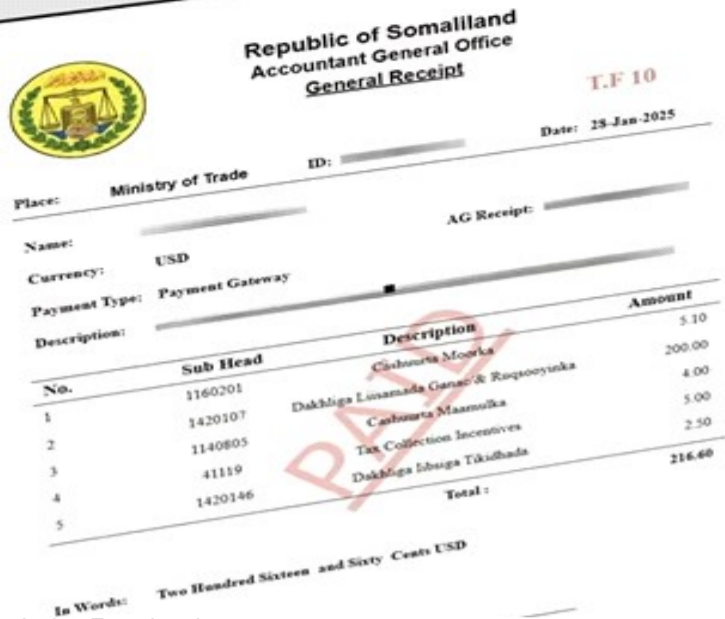 Republic of Somaliland
Accountant General Office
General Receipt
T.F 10
Place: Ministry of Trade ID: Date: 28-Jan-2025
Name: AG Receipt:
Currency: USD
Payment Type: Payment Gateway
Description:
No. Sub Head Description Amount
1 1160201 Cashuurta Moorka 5.10
2 1420107 Dakhliga Liisamada Ganac & Ruqsooyinka 200.00
3 1140805 Cashuurta Maamulka 4.00
4 41119 Tax Collection Incentives 5.00
5 1420146 Dakhliga Iibsiga Tikidhada 2.50
Total : 216.60
PAID
In Words: Two Hundred Sixteen and Sixty Cents USD